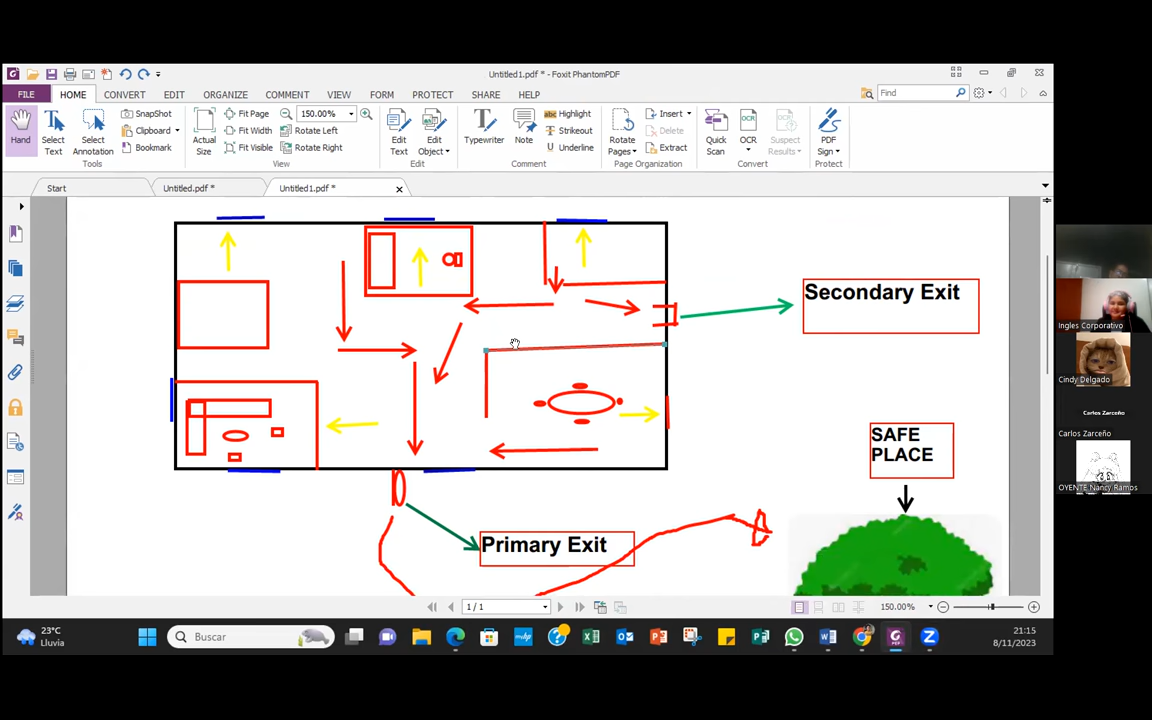 Untitled1.pdf * - Foxit PhantomPDF
FILE HOME CONVERT EDIT ORGANIZE COMMENT VIEW FORM PROTECT SHARE HELP
Find
Hand
Select Text
Select Annotation
SnapShot
Clipboard
Bookmark
Tools
Actual Size
Fit Page
Fit Width
Fit Visible
150.00%
Rotate Left
Rotate Right
View
Edit Text
Edit Object
Edit
Typewriter
Note
Highlight
Strikeout
Underline
Comment
Rotate Pages
Insert
Delete
Extract
Page Organization
Quick Scan
OCR
Suspect Results
Convert
PDF Sign
Protect
Start
Untitled.pdf *
Untitled1.pdf *
Secondary Exit
SAFE
PLACE
Primary Exit
Ingles Corporativo
Cindy Delgado
Carlos Zarceño
Carlos Zarceño
OYENTE Nancy Ramos
1 / 1
150.00%
23°C
Lluvia
Buscar
21:15
8/11/2023